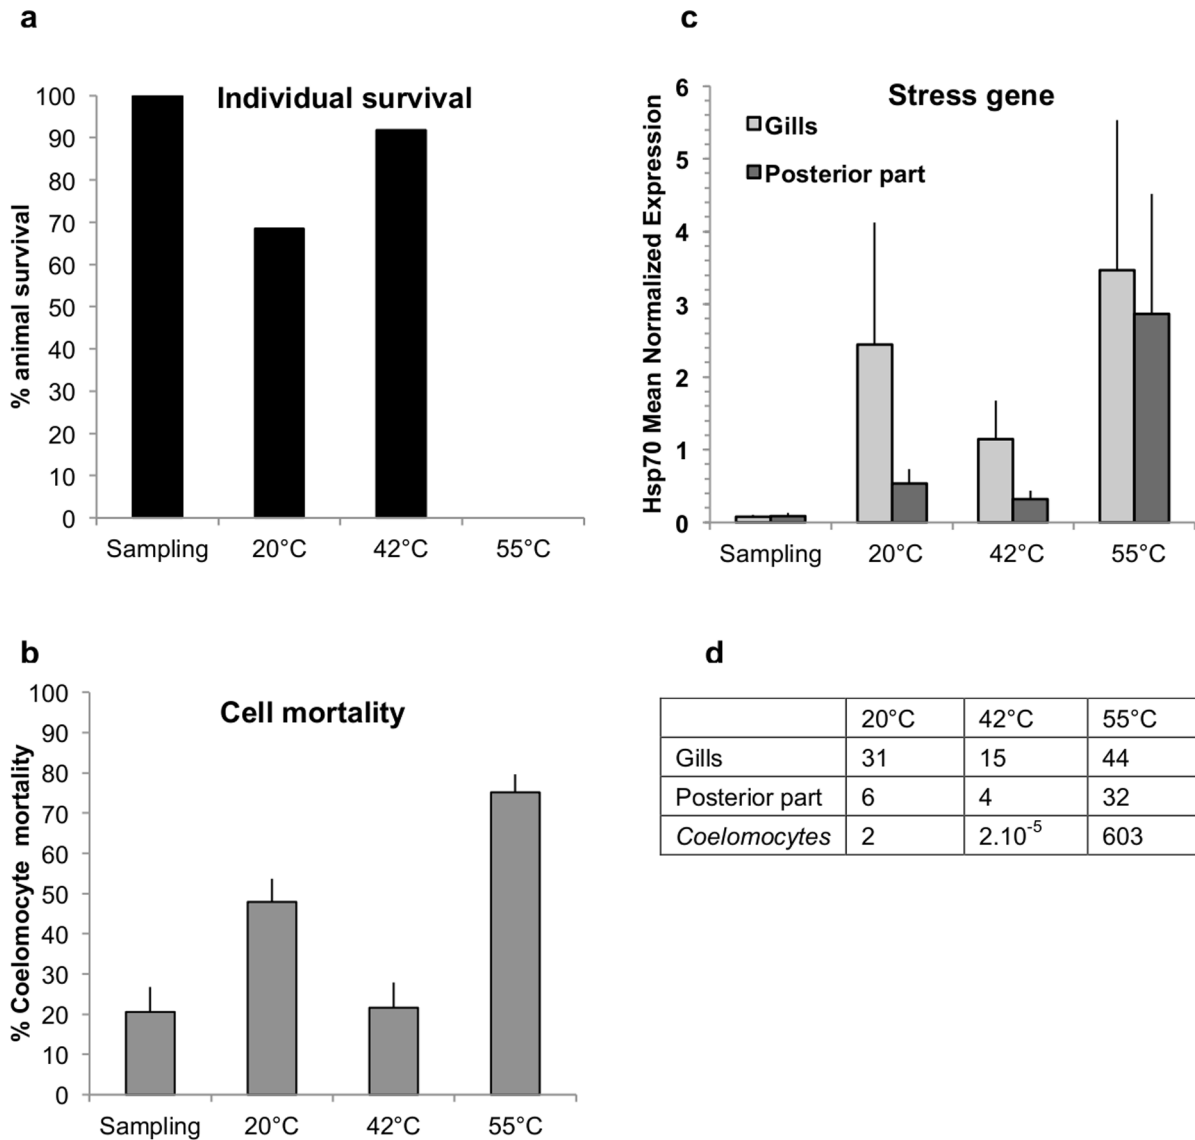 a
Individual survival
% animal survival
100
90
80
70
60
50
40
30
20
10
0
Sampling 20°C 42°C 55°C
b
Cell mortality
% Coelomocyte mortality
100
90
80
70
60
50
40
30
20
10
0
Sampling 20°C 42°C 55°C
c
Stress gene
Gills
Posterior part
Hsp70 Mean Normalized Expression
6
5
4
3
2
1
0
Sampling 20°C 42°C 55°C
d
20°C 42°C 55°C
Gills 31 15 44
Posterior part 6 4 32
Coelomocytes 2 2.10⁻⁵ 603